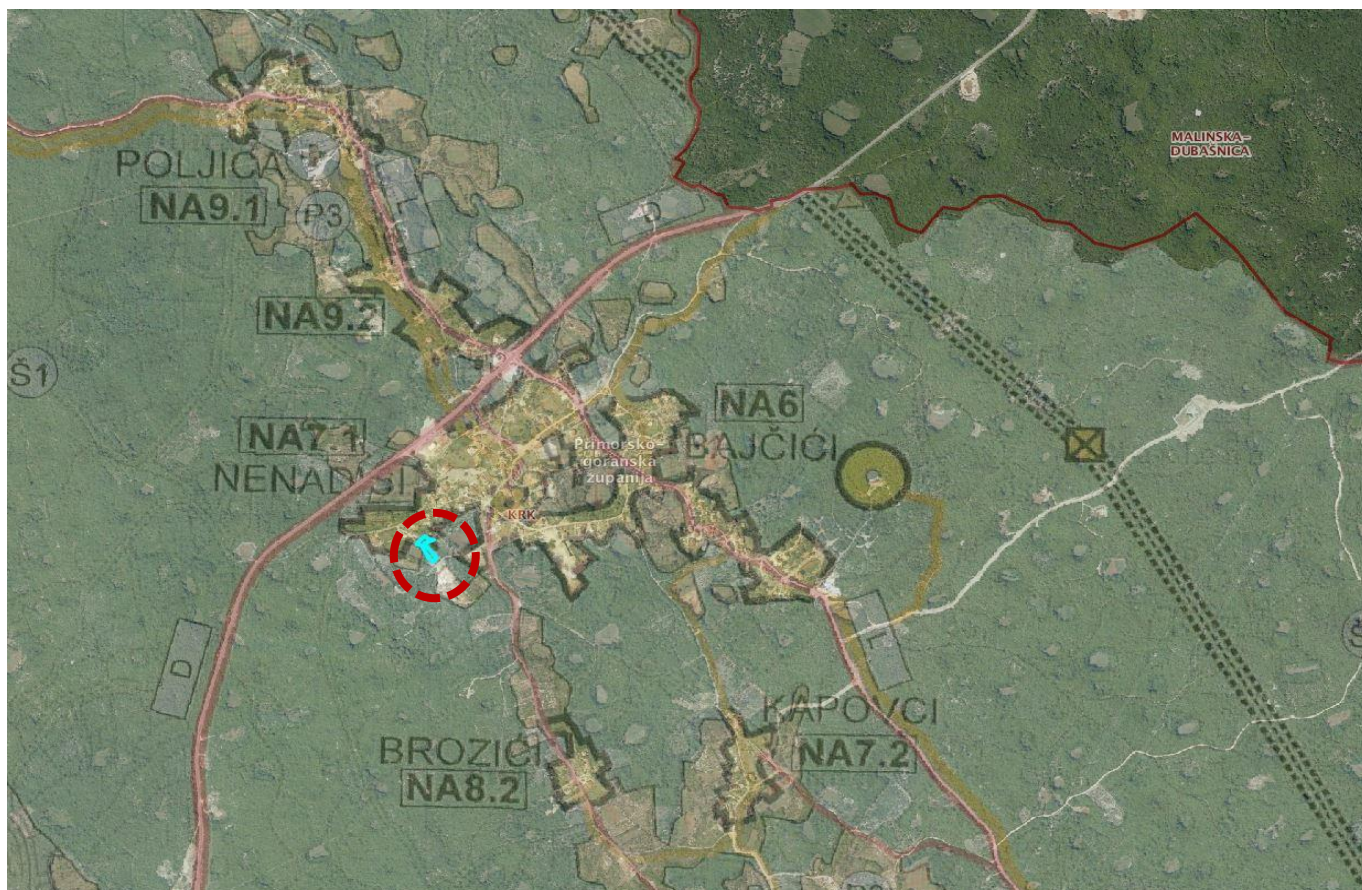 MALINSKA-
DUBAŠNICA
POLJICA
NA9.1
P3
L
D
NA9.2
Š1
NA6
BAJČIĆI
NA7.1
NENADIĆI
Primorsko-
goranska
županija
KRK
D
L
KAPOVCI
NA7.2
BROZIĆI
NA8.2